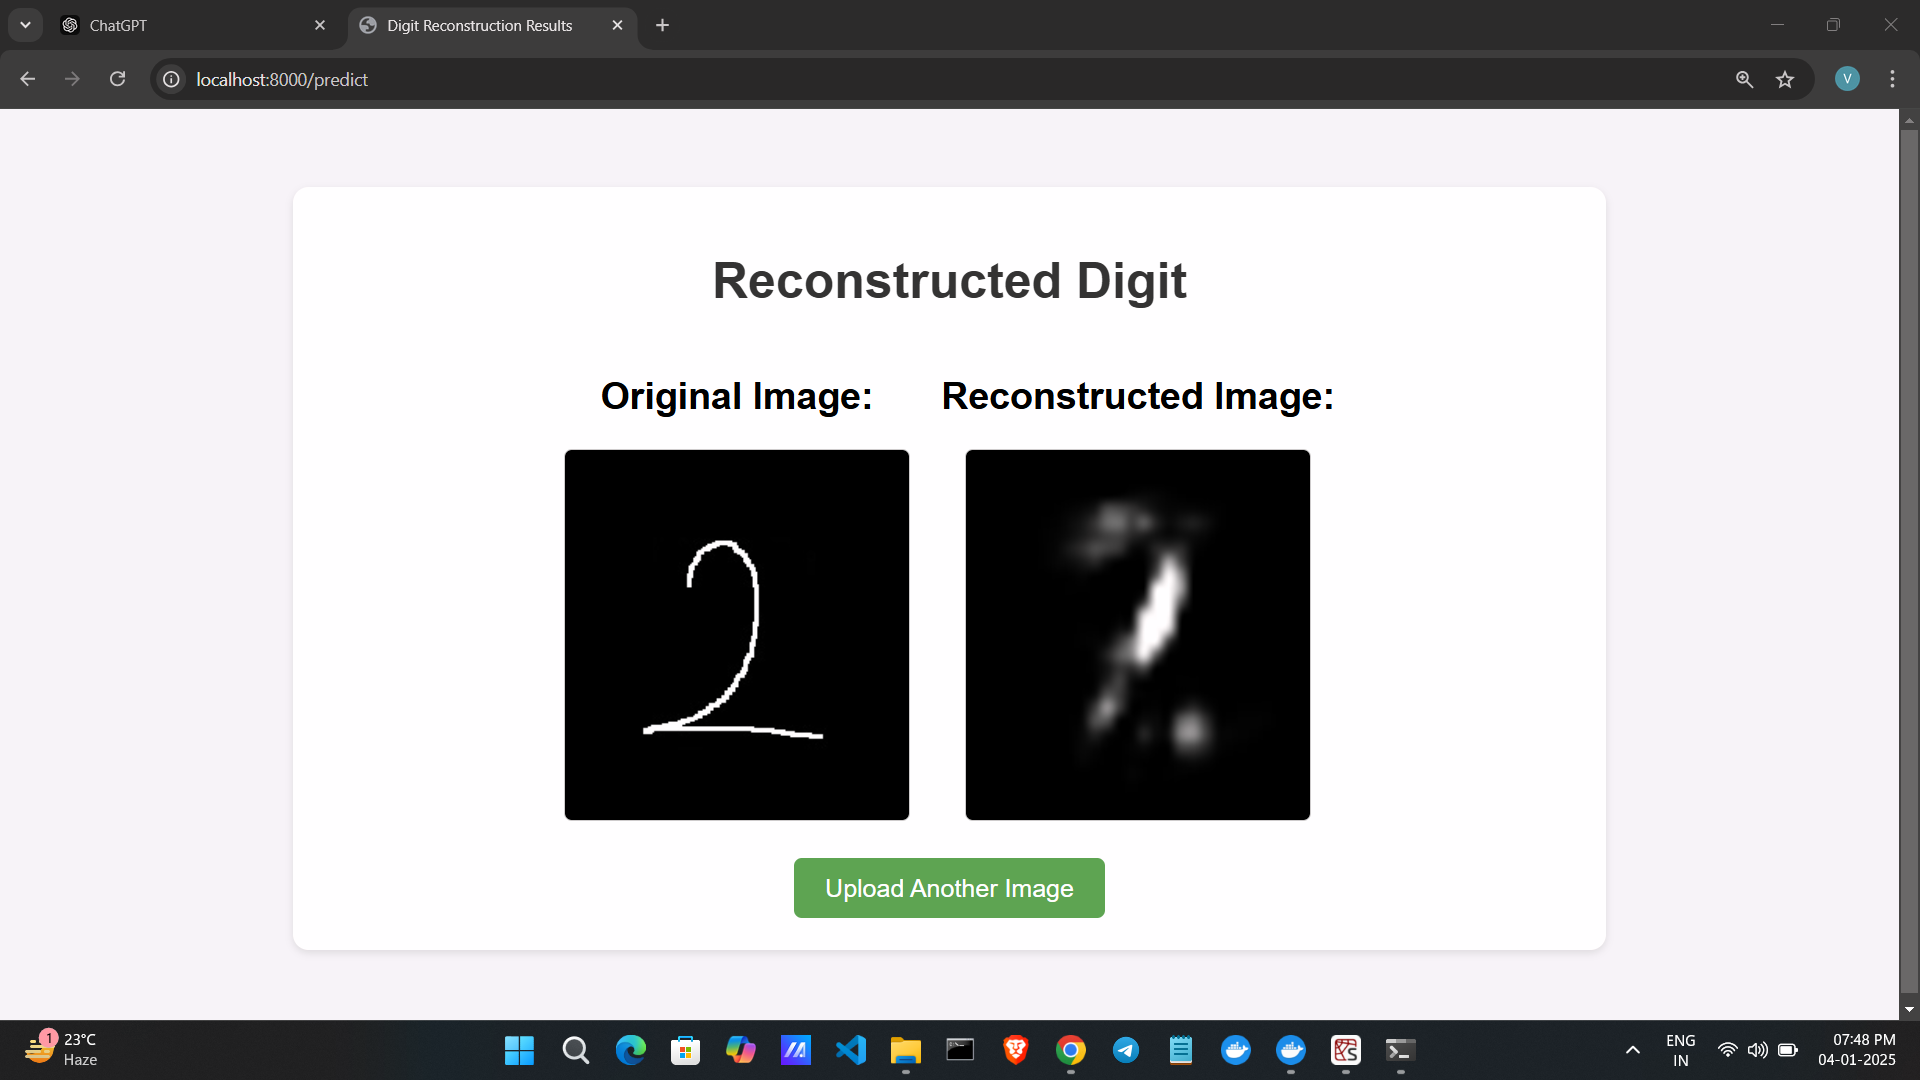 ChatGPT
Digit Reconstruction Results
localhost:8000/predict
V
Reconstructed Digit
Original Image:
Reconstructed Image:
2
Upload Another Image
1
23°C
Haze
ENG
IN
07:48 PM
04-01-2025